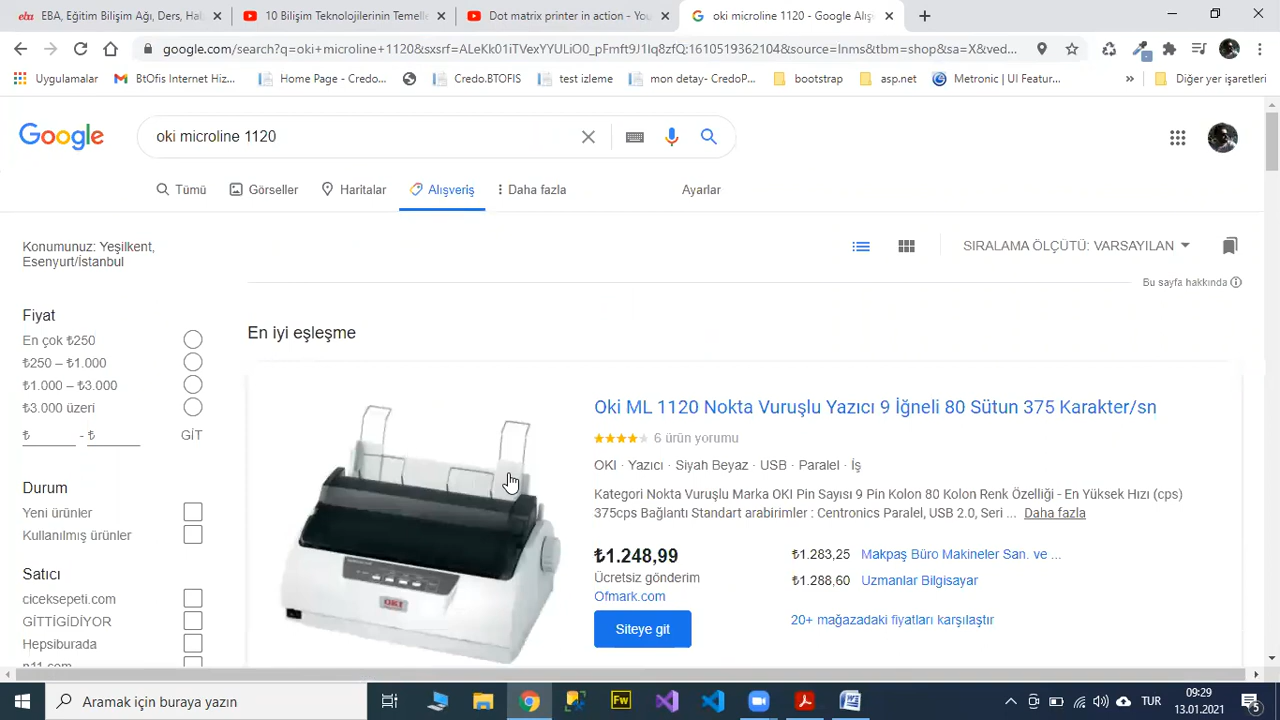 EBA, Eğitim Bilişim Ağı, Ders, Hal
10 Bilişim Teknolojilerinin Temelle
Dot matrix printer in action - You
oki microline 1120 - Google Alış
google.com/search?q=oki+microline+1120&sxsrf=ALeKk01iTVexYYULiO0_pFmft9J1Iq8zfQ:1610519362104&source=lnms&tbm=shop&sa=X&ved...
Uygulamalar
BtOfis Internet Hiz...
Home Page - Credo...
Credo.BTOFIS
test izleme
mon detay- CredoP...
bootstrap
asp.net
Metronic | UI Featur...
»
Diğer yer işaretleri
Google
oki microline 1120
Tümü
Görseller
Haritalar
Alışveriş
Daha fazla
Ayarlar
Konumunuz: Yeşilkent,
Esenyurt/İstanbul
SIRALAMA ÖLÇÜTÜ: VARSAYILAN
Bu sayfa hakkında
Fiyat
En çok ₺250
₺250 – ₺1.000
₺1.000 – ₺3.000
₺3.000 üzeri
₺ - ₺ GİT
Durum
Yeni ürünler
Kullanılmış ürünler
Satıcı
ciceksepeti.com
GİTTİGİDİYOR
Hepsiburada
n11.com
En iyi eşleşme
OKI
Oki ML 1120 Nokta Vuruşlu Yazıcı 9 İğneli 80 Sütun 375 Karakter/sn
6 ürün yorumu
OKI · Yazıcı · Siyah Beyaz · USB · Paralel · İş
Kategori Nokta Vuruşlu Marka OKI Pin Sayısı 9 Pin Kolon 80 Kolon Renk Özelliği - En Yüksek Hızı (cps)
375cps Bağlantı Standart arabirimler : Centronics Paralel, USB 2.0, Seri ... Daha fazla
₺1.248,99
Ücretsiz gönderim
Ofmark.com
Siteye git
₺1.283,25 Makpaş Büro Makineler San. ve ...
₺1.288,60 Uzmanlar Bilgisayar
20+ mağazadaki fiyatları karşılaştır
Aramak için buraya yazın
Fw
TUR
09:29
13.01.2021
5